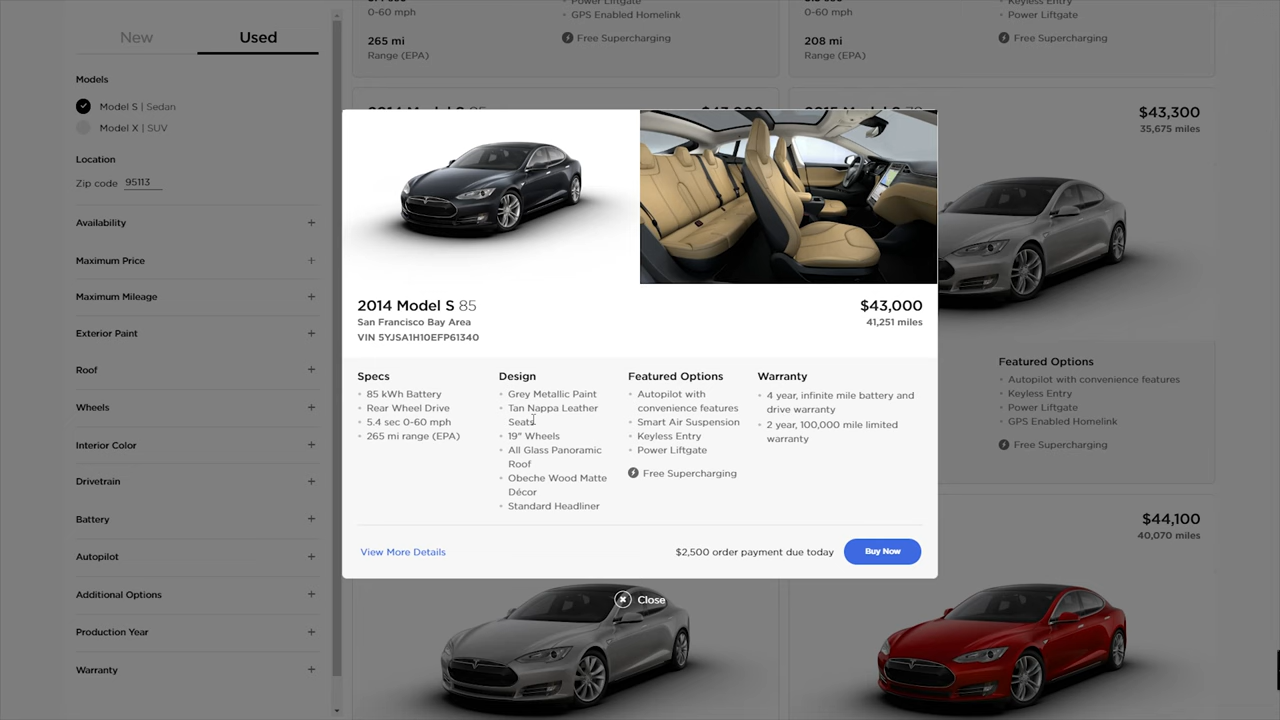 New
Used
Models
Model S | Sedan
Model X | SUV
Location
Zip code 95113
Availability +
Maximum Price +
Maximum Mileage +
Exterior Paint +
Roof +
Wheels +
Interior Color +
Drivetrain +
Battery +
Autopilot +
Additional Options +
Production Year +
Warranty +
0-60 mph
265 mi
Range (EPA)
GPS Enabled Homelink
Free Supercharging
0-60 mph
208 mi
Range (EPA)
Keyless Entry
Power Liftgate
Free Supercharging
$43,300
35,675 miles
2014 Model S 85
San Francisco Bay Area
VIN 5YJSA1H10EFP61340
$43,000
41,251 miles
Specs
• 85 kWh Battery
• Rear Wheel Drive
• 5.4 sec 0-60 mph
• 265 mi range (EPA)
Design
• Grey Metallic Paint
• Tan Nappa Leather
Seats
• 19" Wheels
• All Glass Panoramic
Roof
• Obeche Wood Matte
Décor
• Standard Headliner
Featured Options
• Autopilot with
convenience features
• Smart Air Suspension
• Keyless Entry
• Power Liftgate
Free Supercharging
Warranty
• 4 year, infinite mile battery and
drive warranty
• 2 year, 100,000 mile limited
warranty
View More Details
$2,500 order payment due today
Buy Now
Close
Featured Options
• Autopilot with convenience features
• Keyless Entry
• Power Liftgate
• GPS Enabled Homelink
Free Supercharging
$44,100
40,070 miles